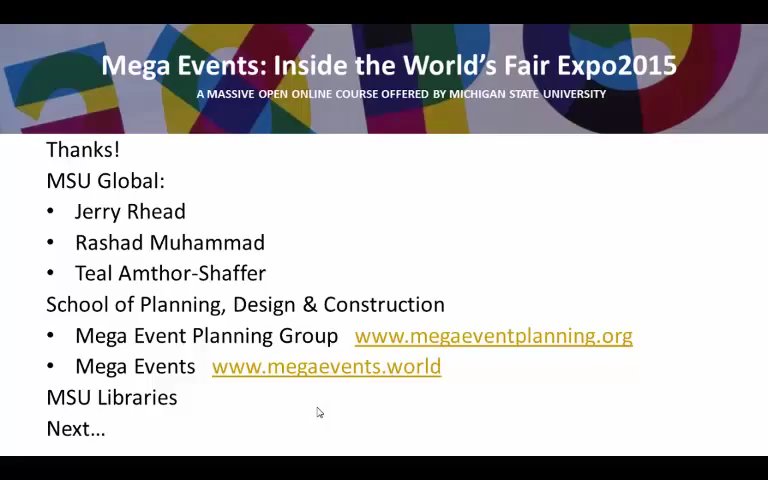 Mega Events: Inside the World's Fair Expo2015
A MASSIVE OPEN ONLINE COURSE OFFERED BY MICHIGAN STATE UNIVERSITY
Thanks!
MSU Global:
• Jerry Rhead
• Rashad Muhammad
• Teal Amthor-Shaffer
School of Planning, Design & Construction
• Mega Event Planning Group www.megaeventplanning.org
• Mega Events www.megaevents.world
MSU Libraries
Next...